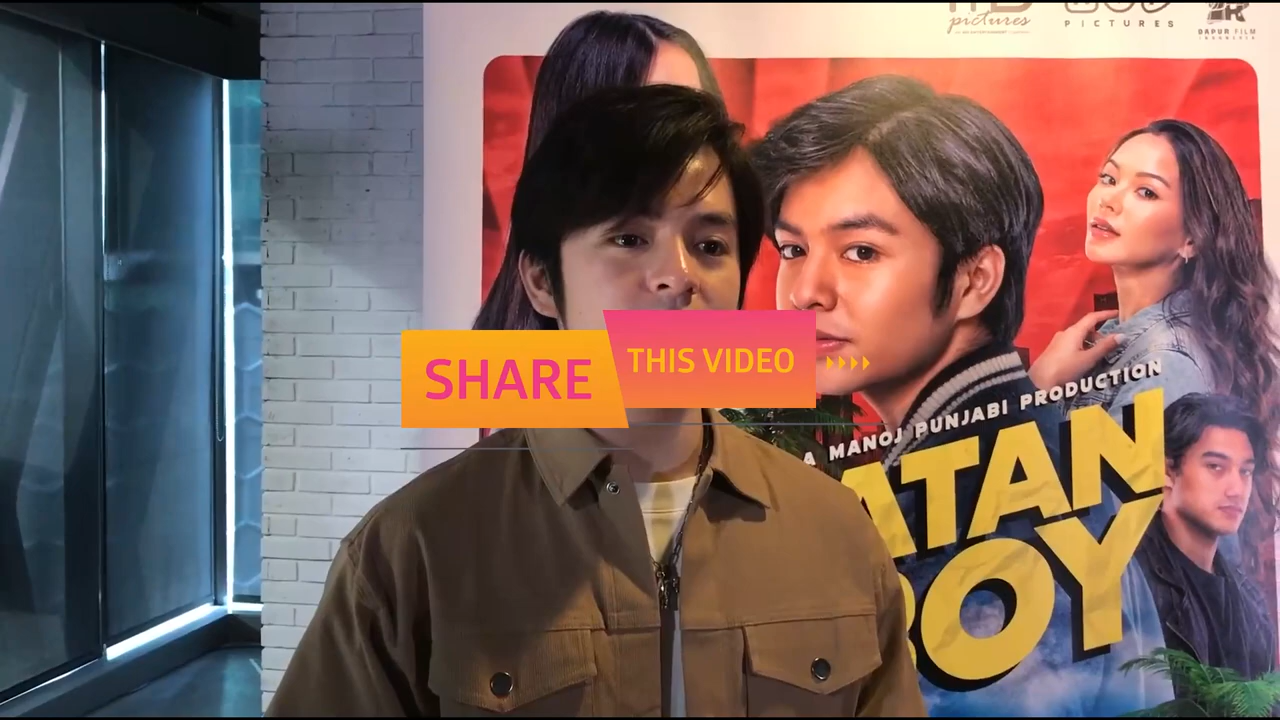 pictures
PICTURES
DAPUR FILM
SHARE
THIS VIDEO
A MANOJ PUNJABI PRODUCTION
ATAN
BOY